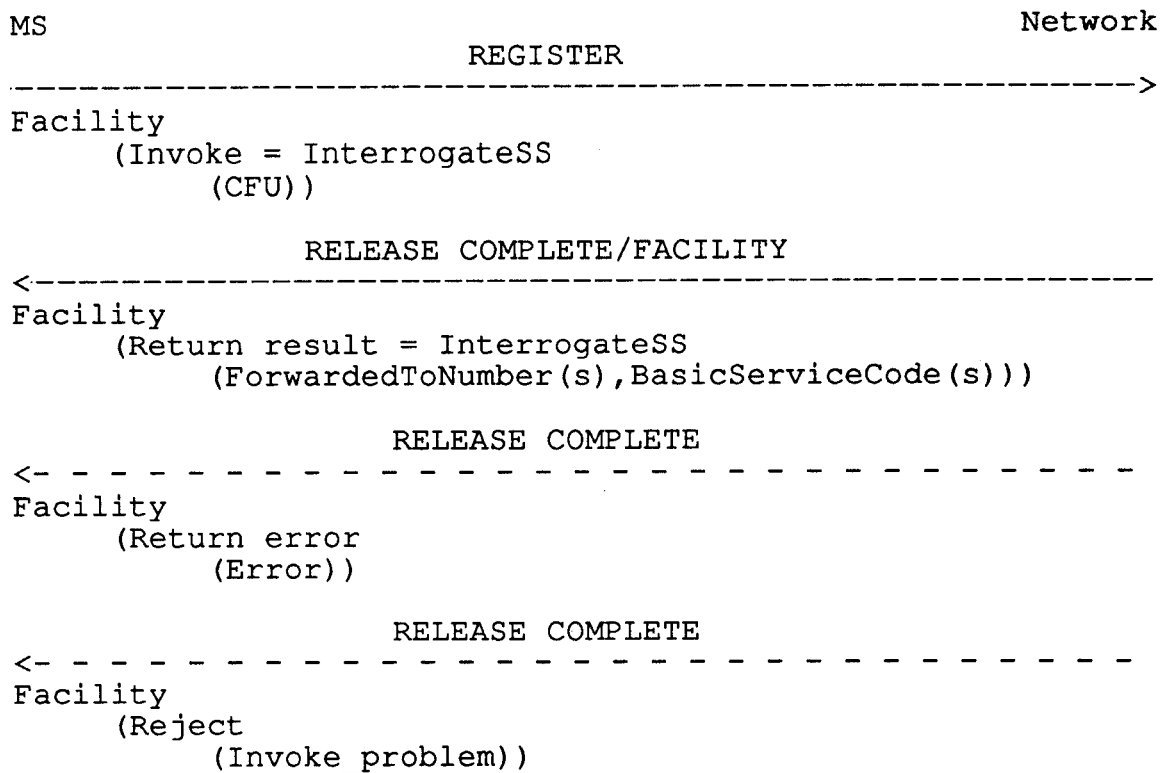 MS Network
REGISTER
------------------------------------------------------------>
Facility
(Invoke = InterrogateSS
(CFU))
RELEASE COMPLETE/FACILITY
<------------------------------------------------------------
Facility
(Return result = InterrogateSS
(ForwardedToNumber(s),BasicServiceCode(s)))
RELEASE COMPLETE
<- - - - - - - - - - - - - - - - - - - - - - - - - - - - - -
Facility
(Return error
(Error))
RELEASE COMPLETE
<- - - - - - - - - - - - - - - - - - - - - - - - - - - - - -
Facility
(Reject
(Invoke problem))